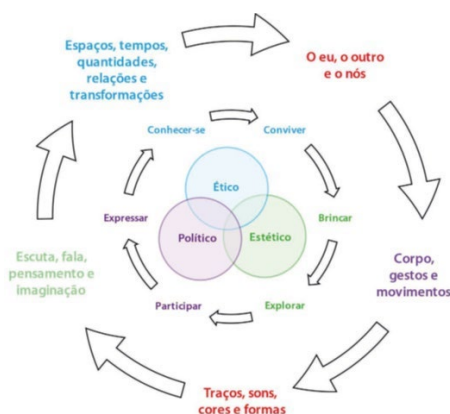 Espaços, tempos,
quantidades,
relações e
transformações
O eu, o outro
e o nós
Conhecer-se
Conviver
Ético
Expressar
Político
Estético
Brincar
Escuta, fala,
pensamento e
imaginação
Corpo,
gestos e
movimentos
Participar
Explorar
Traços, sons,
cores e formas